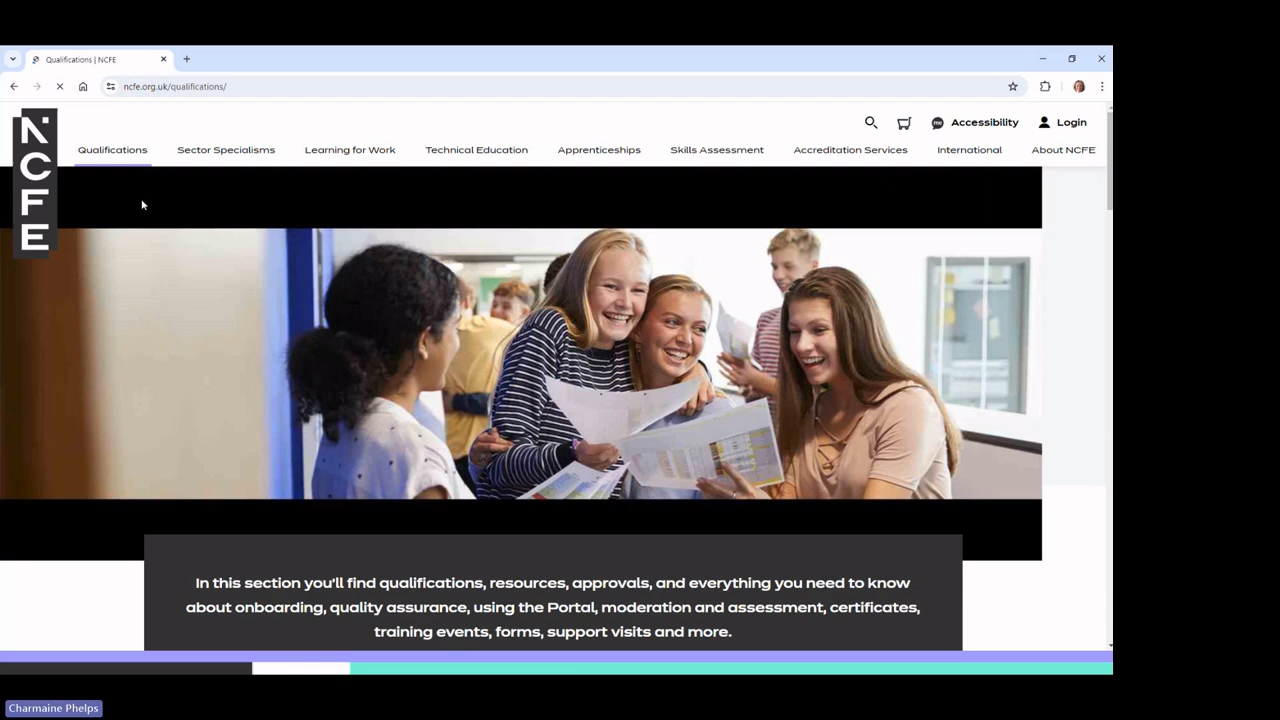 Qualifications | NCFE
ncfe.org.uk/qualifications/
Accessibility
Login
Qualifications
Sector Specialisms
Learning for Work
Technical Education
Apprenticeships
Skills Assessment
Accreditation Services
International
About NCFE
NCFE
In this section you'll find qualifications, resources, approvals, and everything you need to know
about onboarding, quality assurance, using the Portal, moderation and assessment, certificates,
training events, forms, support visits and more.
Charmaine Phelps